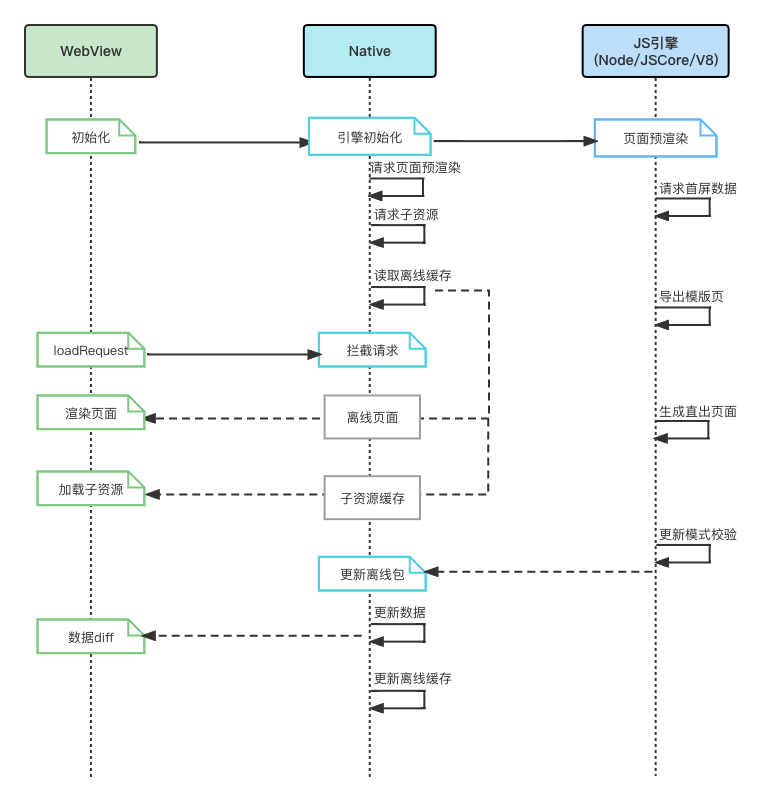 WebView
Native
JS引擎
(Node/JSCore/V8)
初始化
引擎初始化
页面预渲染
请求页面预渲染
请求首屏数据
请求子资源
读取离线缓存
导出模版页
loadRequest
拦截请求
渲染页面
离线页面
生成直出页面
加载子资源
子资源缓存
更新模式校验
更新离线包
更新数据
数据diff
更新离线缓存